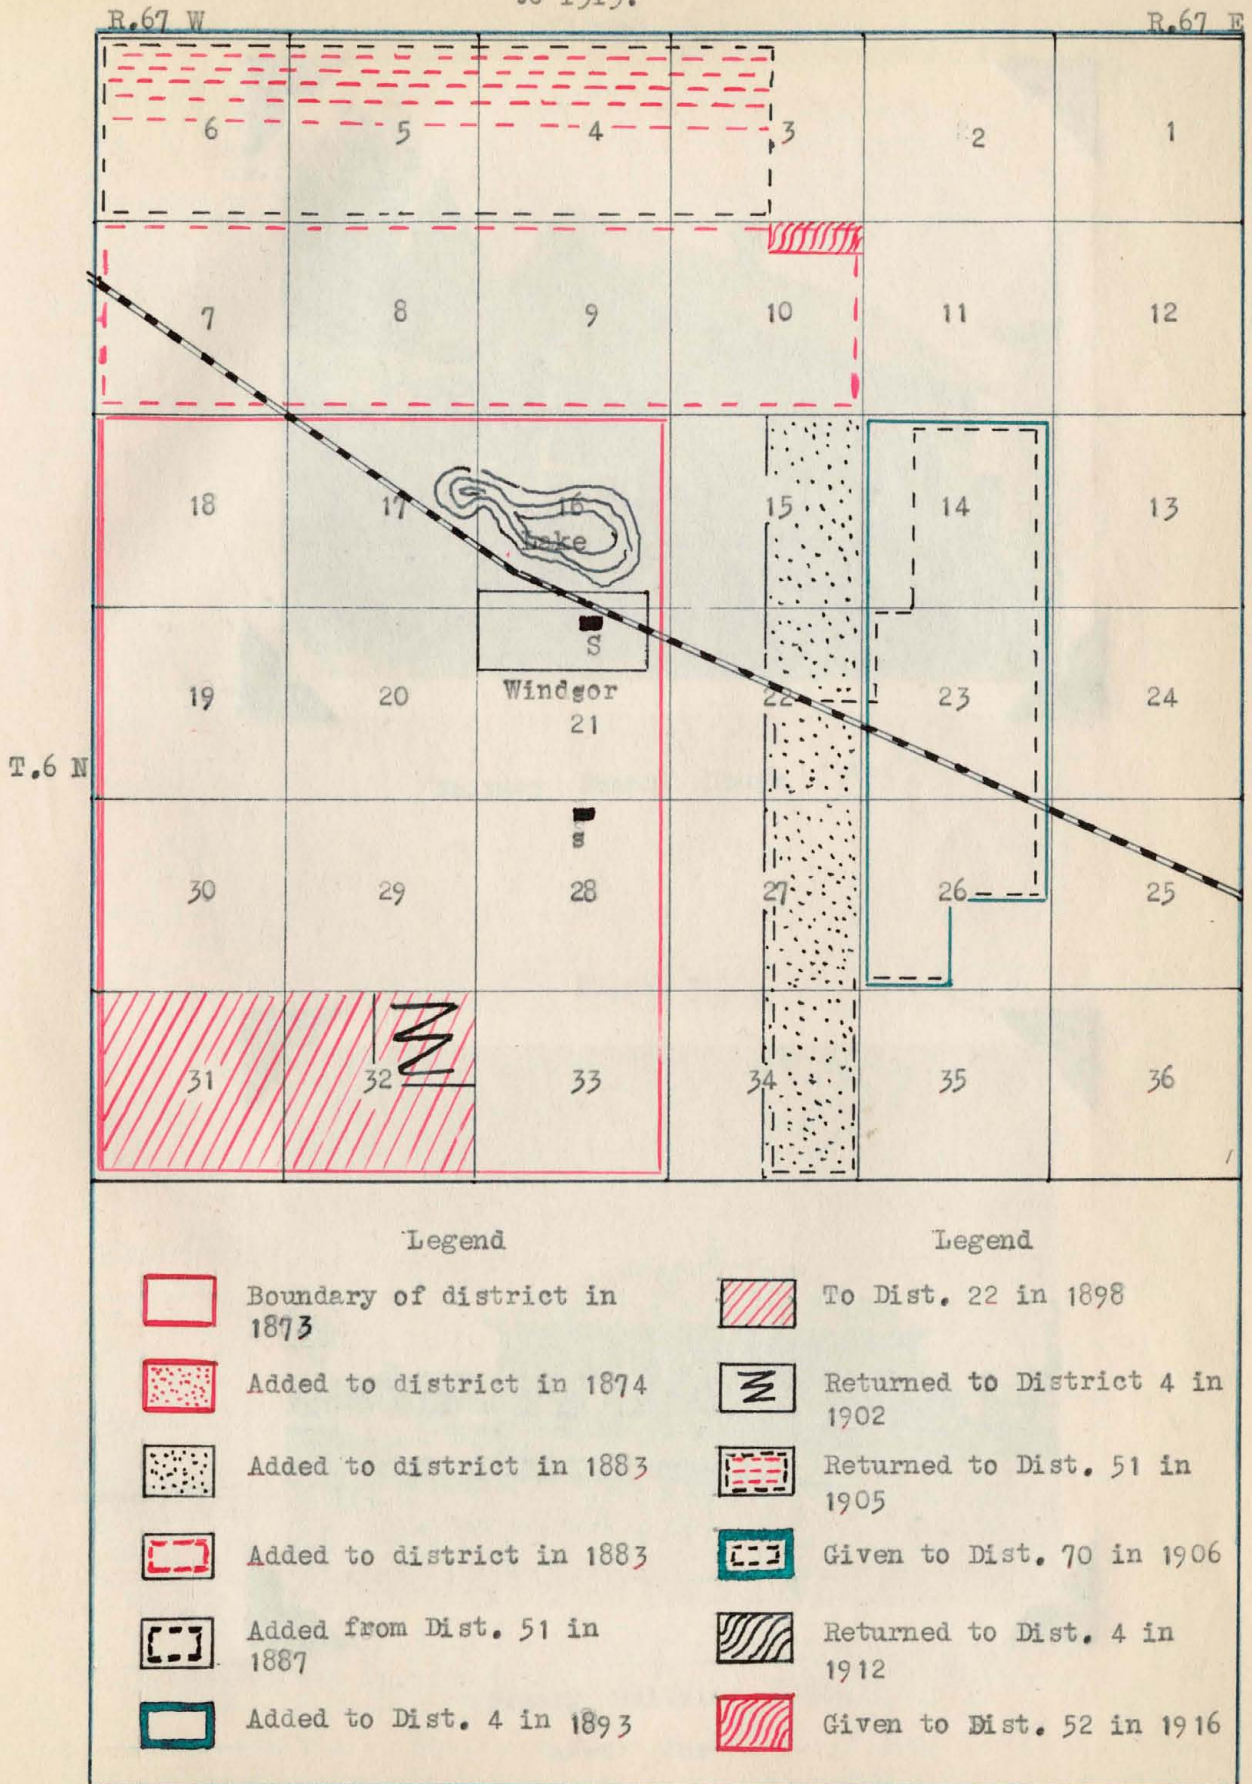 to 1919.
R.67 W
R.67 E
6 5 4 3 2 1
7 8 9 10 11 12
18 17 16 15 14 13
Lake
S
19 20 Windsor 22 23 24
21
T.6 N
s
30 29 28 27 26 25
31 32 33 34 35 36
Legend
Boundary of district in
1873
Added to district in 1874
Added to district in 1883
Added to district in 1883
Added from Dist. 51 in
1887
Added to Dist. 4 in 1893
Legend
To Dist. 22 in 1898
Returned to District 4 in
1902
Returned to Dist. 51 in
1905
Given to Dist. 70 in 1906
Returned to Dist. 4 in
1912
Given to Dist. 52 in 1916